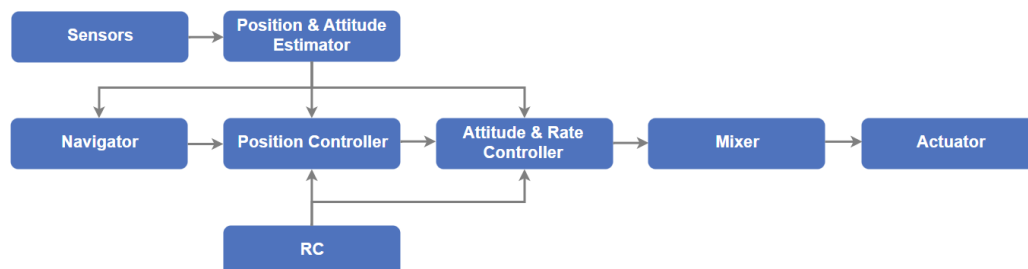 Sensors
Position & Attitude
Estimator
Navigator
Position Controller
Attitude & Rate
Controller
Mixer
Actuator
RC